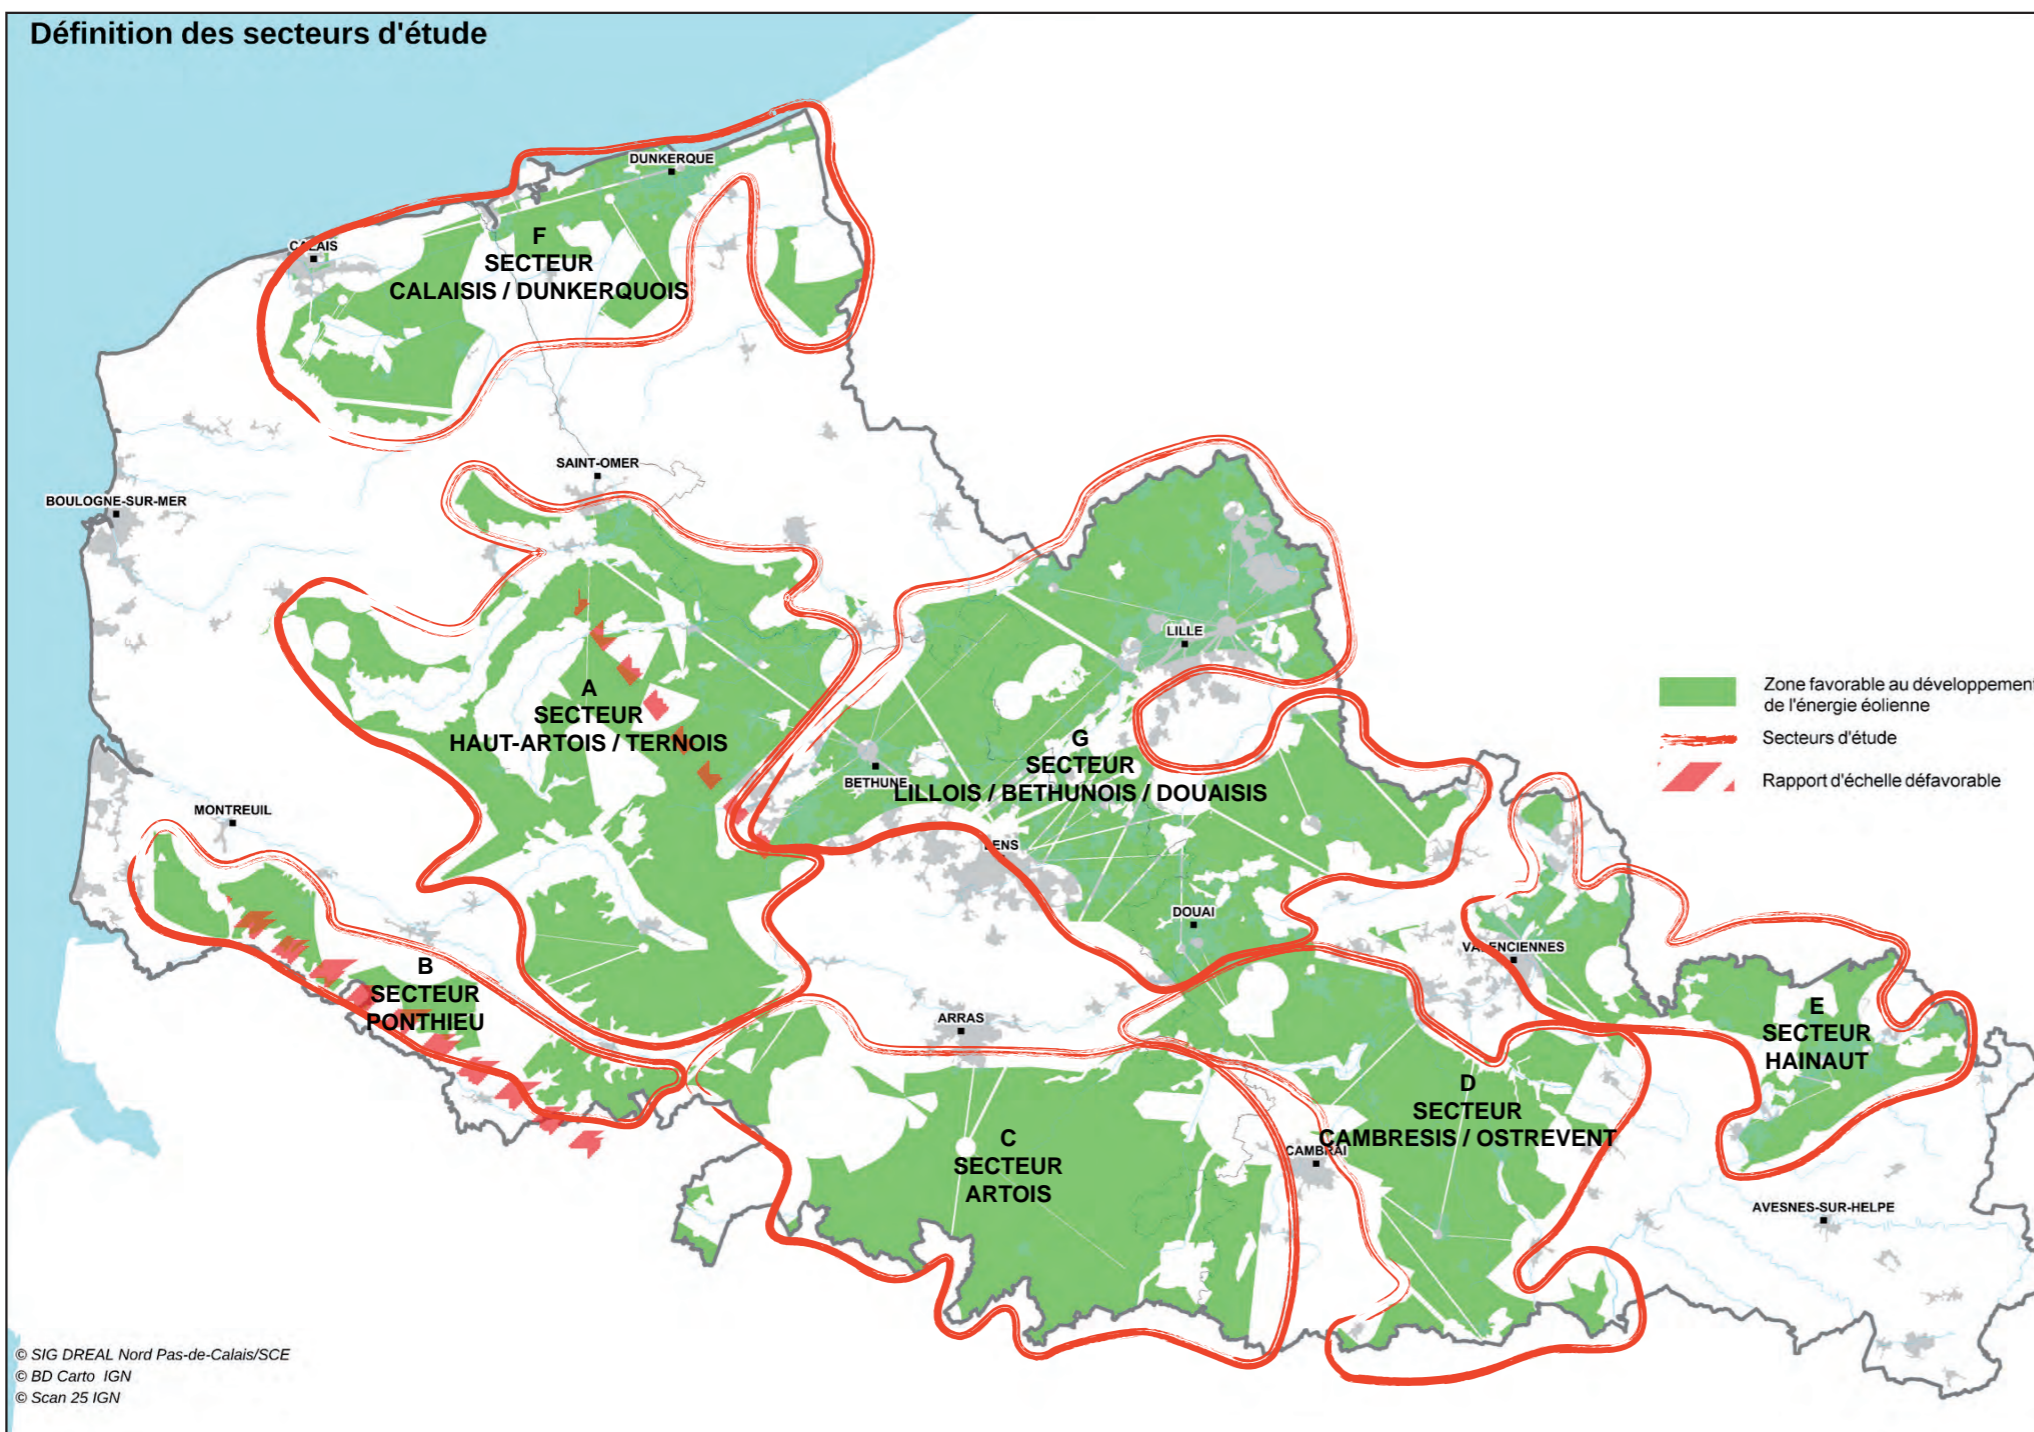 Définition des secteurs d'étude
DUNKERQUE
CALAIS
F
SECTEUR
CALAISIS / DUNKERQUOIS
SAINT-OMER
BOULOGNE-SUR-MER
LILLE
A
SECTEUR
HAUT-ARTOIS / TERNOIS
G
SECTEUR
LILLOIS / BETHUNOIS / DOUAISIS
BETHUNE
MONTREUIL
LENS
DOUAI
VALENCIENNES
B
SECTEUR
PONTHIEU
ARRAS
E
SECTEUR
HAINAUT
D
SECTEUR
CAMBRESIS / OSTREVENT
CAMBRAI
C
SECTEUR
ARTOIS
AVESNES-SUR-HELPE
Zone favorable au développement
de l'énergie éolienne
Secteurs d'étude
Rapport d'échelle défavorable
© SIG DREAL Nord Pas-de-Calais/SCE
© BD Carto IGN
© Scan 25 IGN